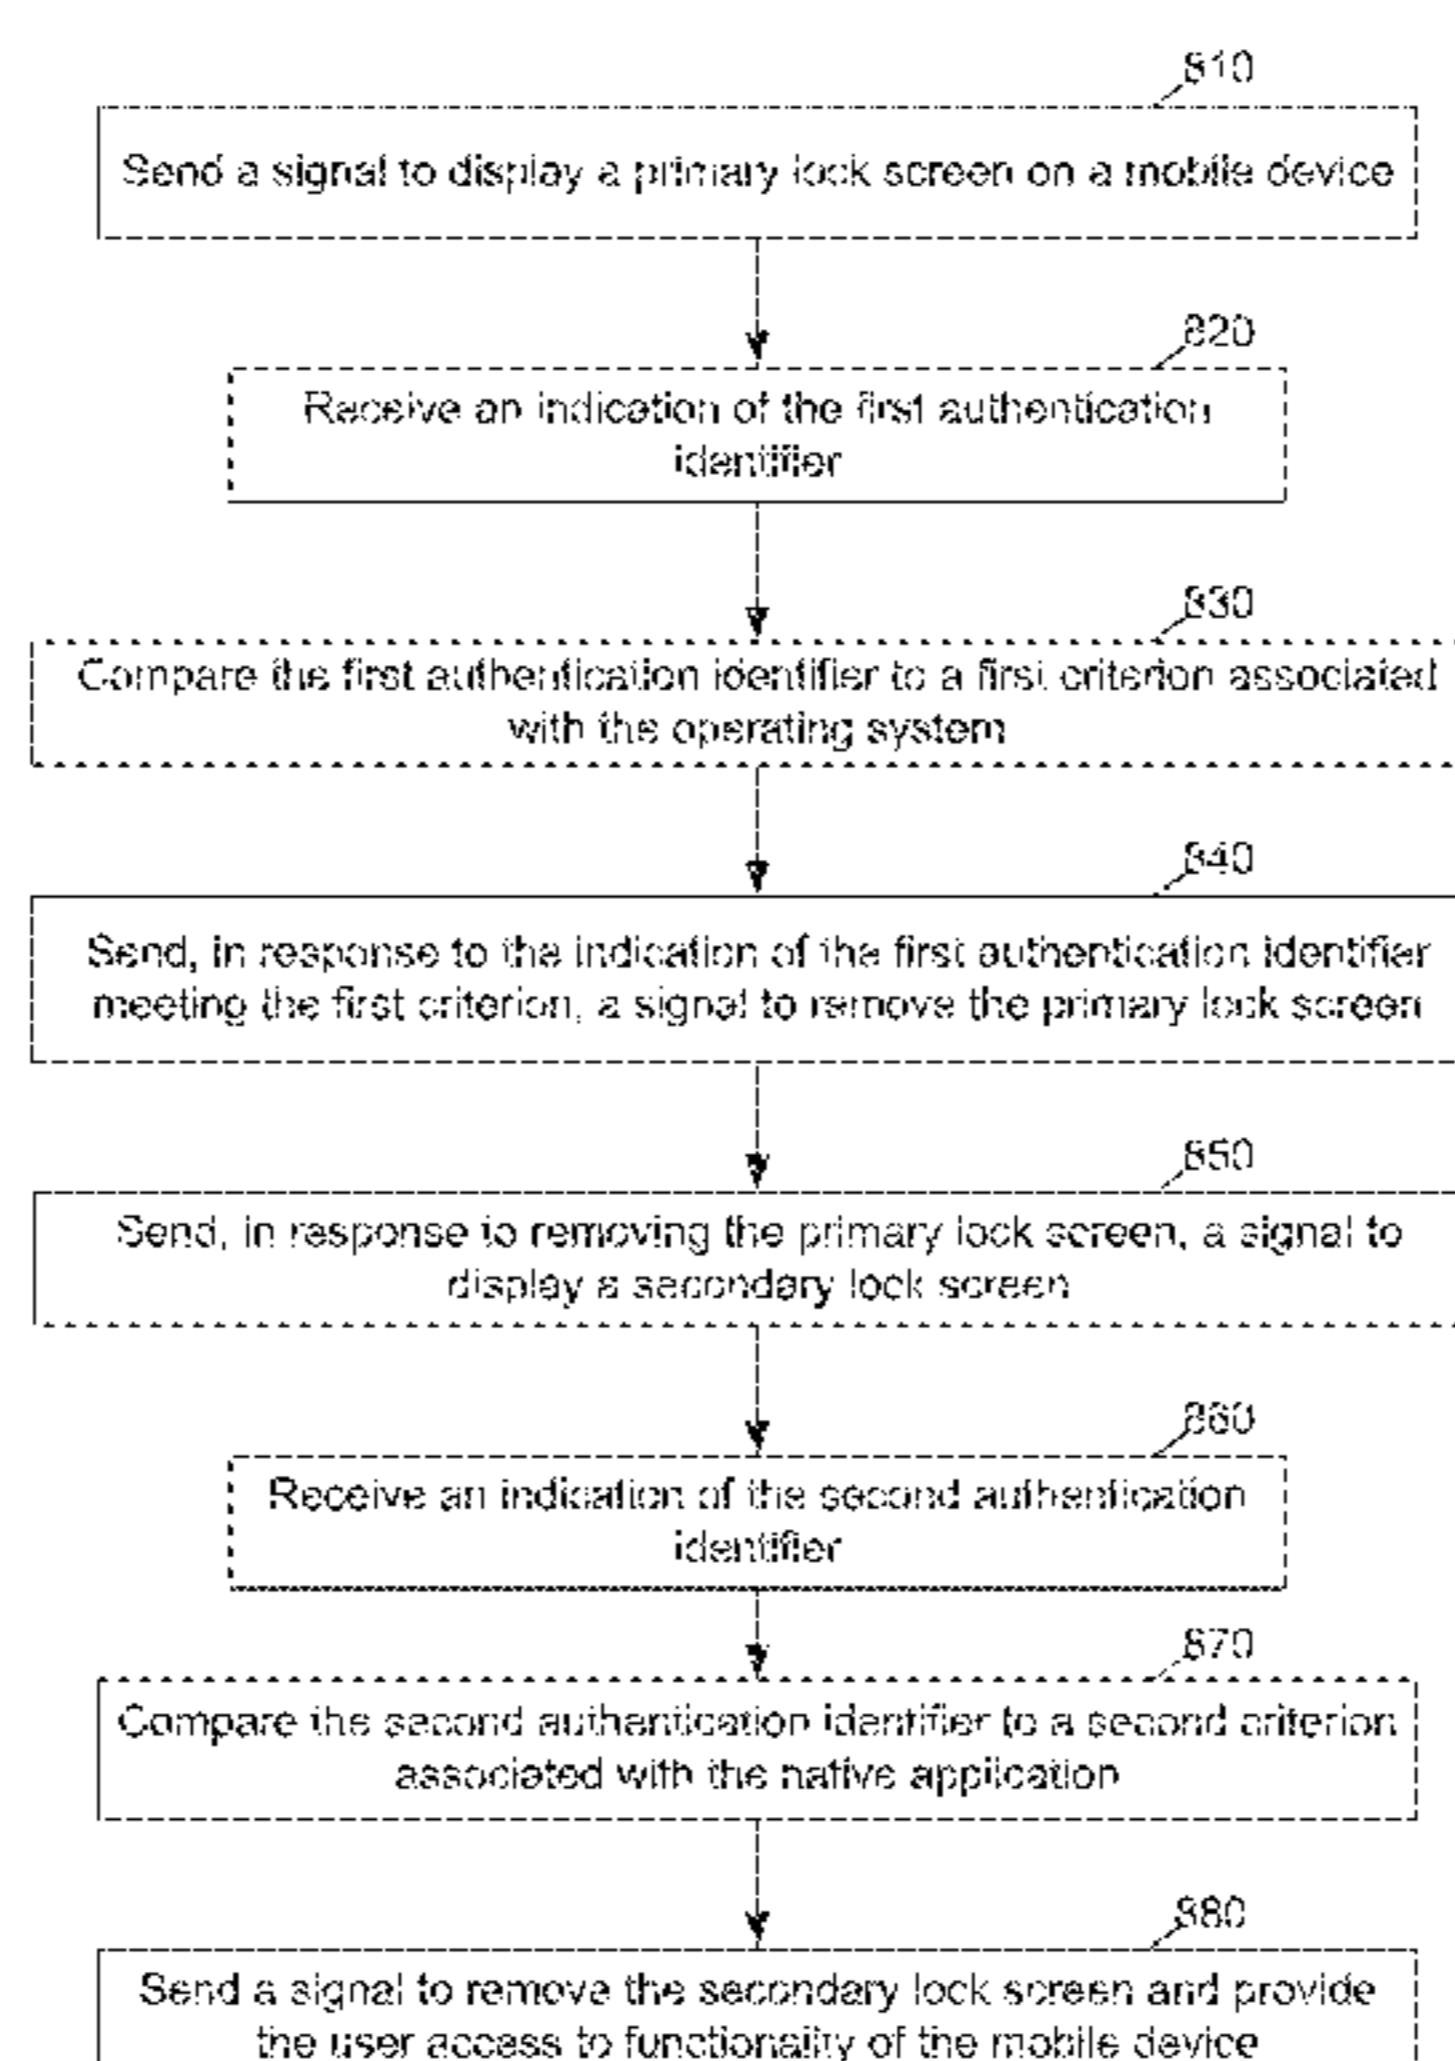 810
Send a signal to display a primary lock screen on a mobile device
820
Receive an indication of the first authentication
identifier
830
Compare the first authentication identifier to a first criterion associated
with the operating system
840
Send, in response to the indication of the first authentication identifier
meeting the first criterion, a signal to remove the primary lock screen
850
Send, in response to removing the primary lock screen, a signal to
display a secondary lock screen
860
Receive an indication of the second authentication
identifier
870
Compare the second authentication identifier to a second criterion
associated with the native application
880
Send a signal to remove the secondary lock screen and provide
the user access to functionality of the mobile device